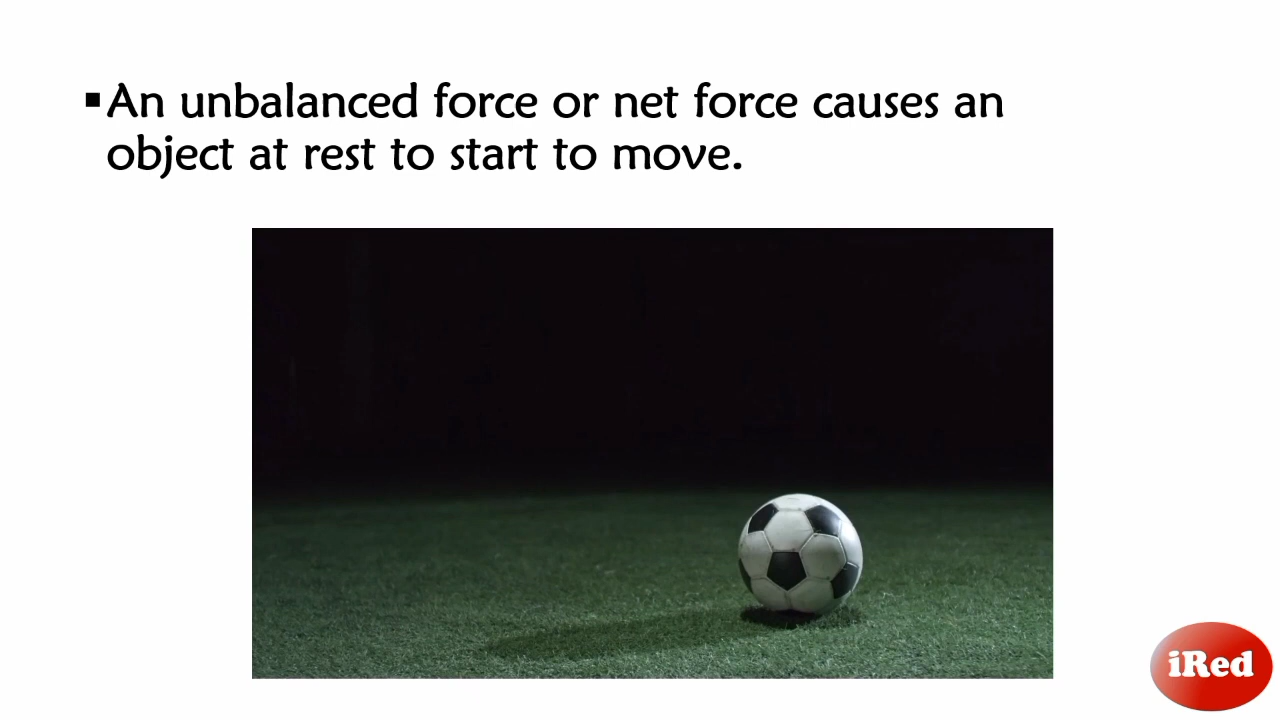 ▪An unbalanced force or net force causes an
object at rest to start to move.
iRed